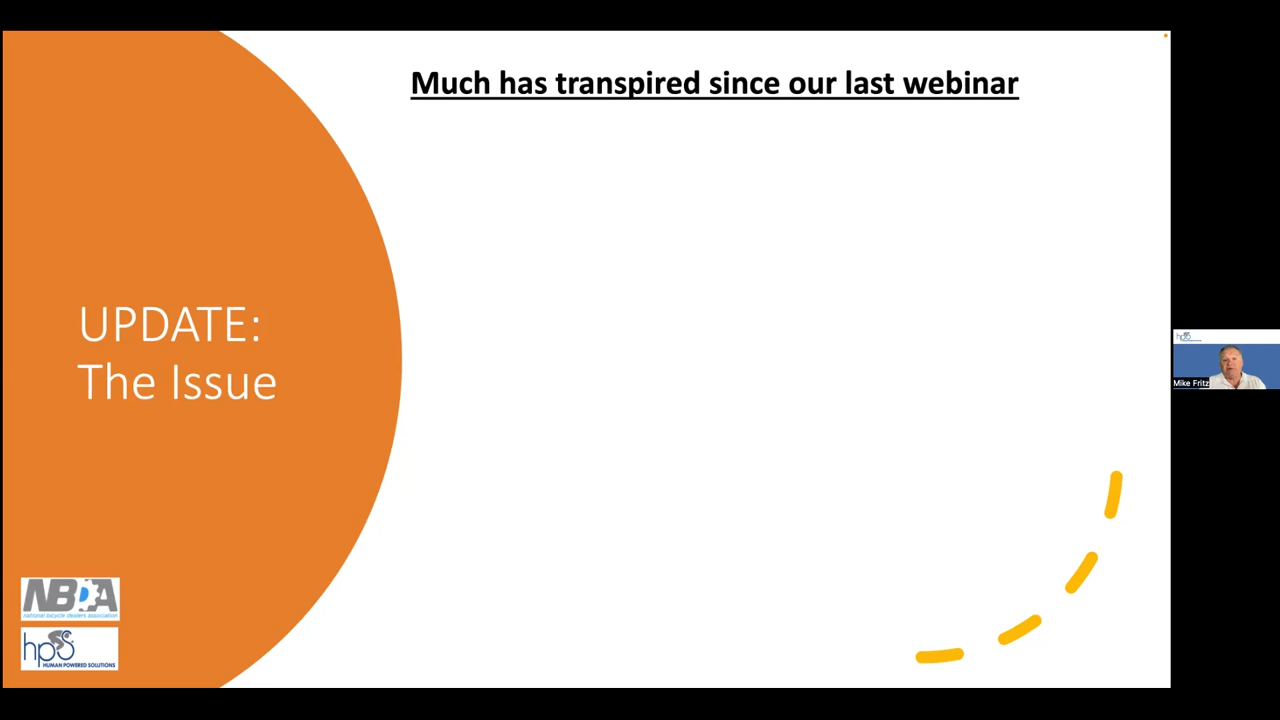 Much has transpired since our last webinar
UPDATE:
The Issue
NBDA
national bicycle dealers association
hps
HUMAN POWERED SOLUTIONS
hps
Mike Fritz